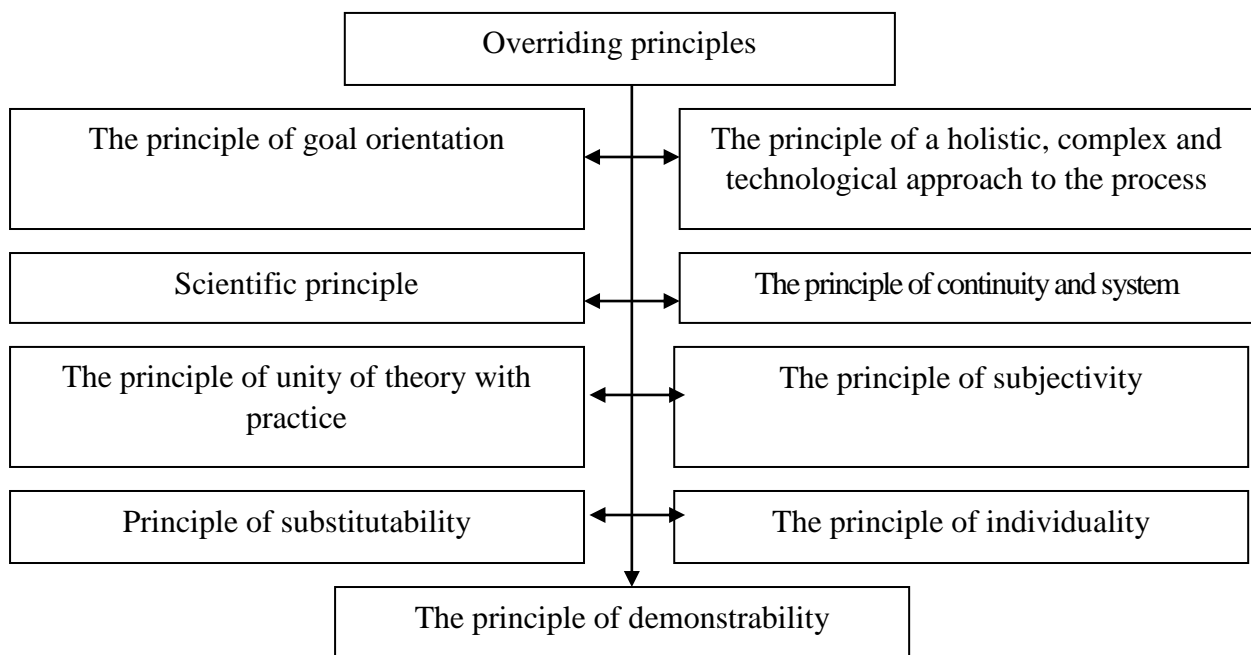 Overriding principles
The principle of goal orientation
The principle of a holistic, complex and
technological approach to the process
Scientific principle
The principle of continuity and system
The principle of unity of theory with
practice
The principle of subjectivity
Principle of substitutability
The principle of individuality
The principle of demonstrability